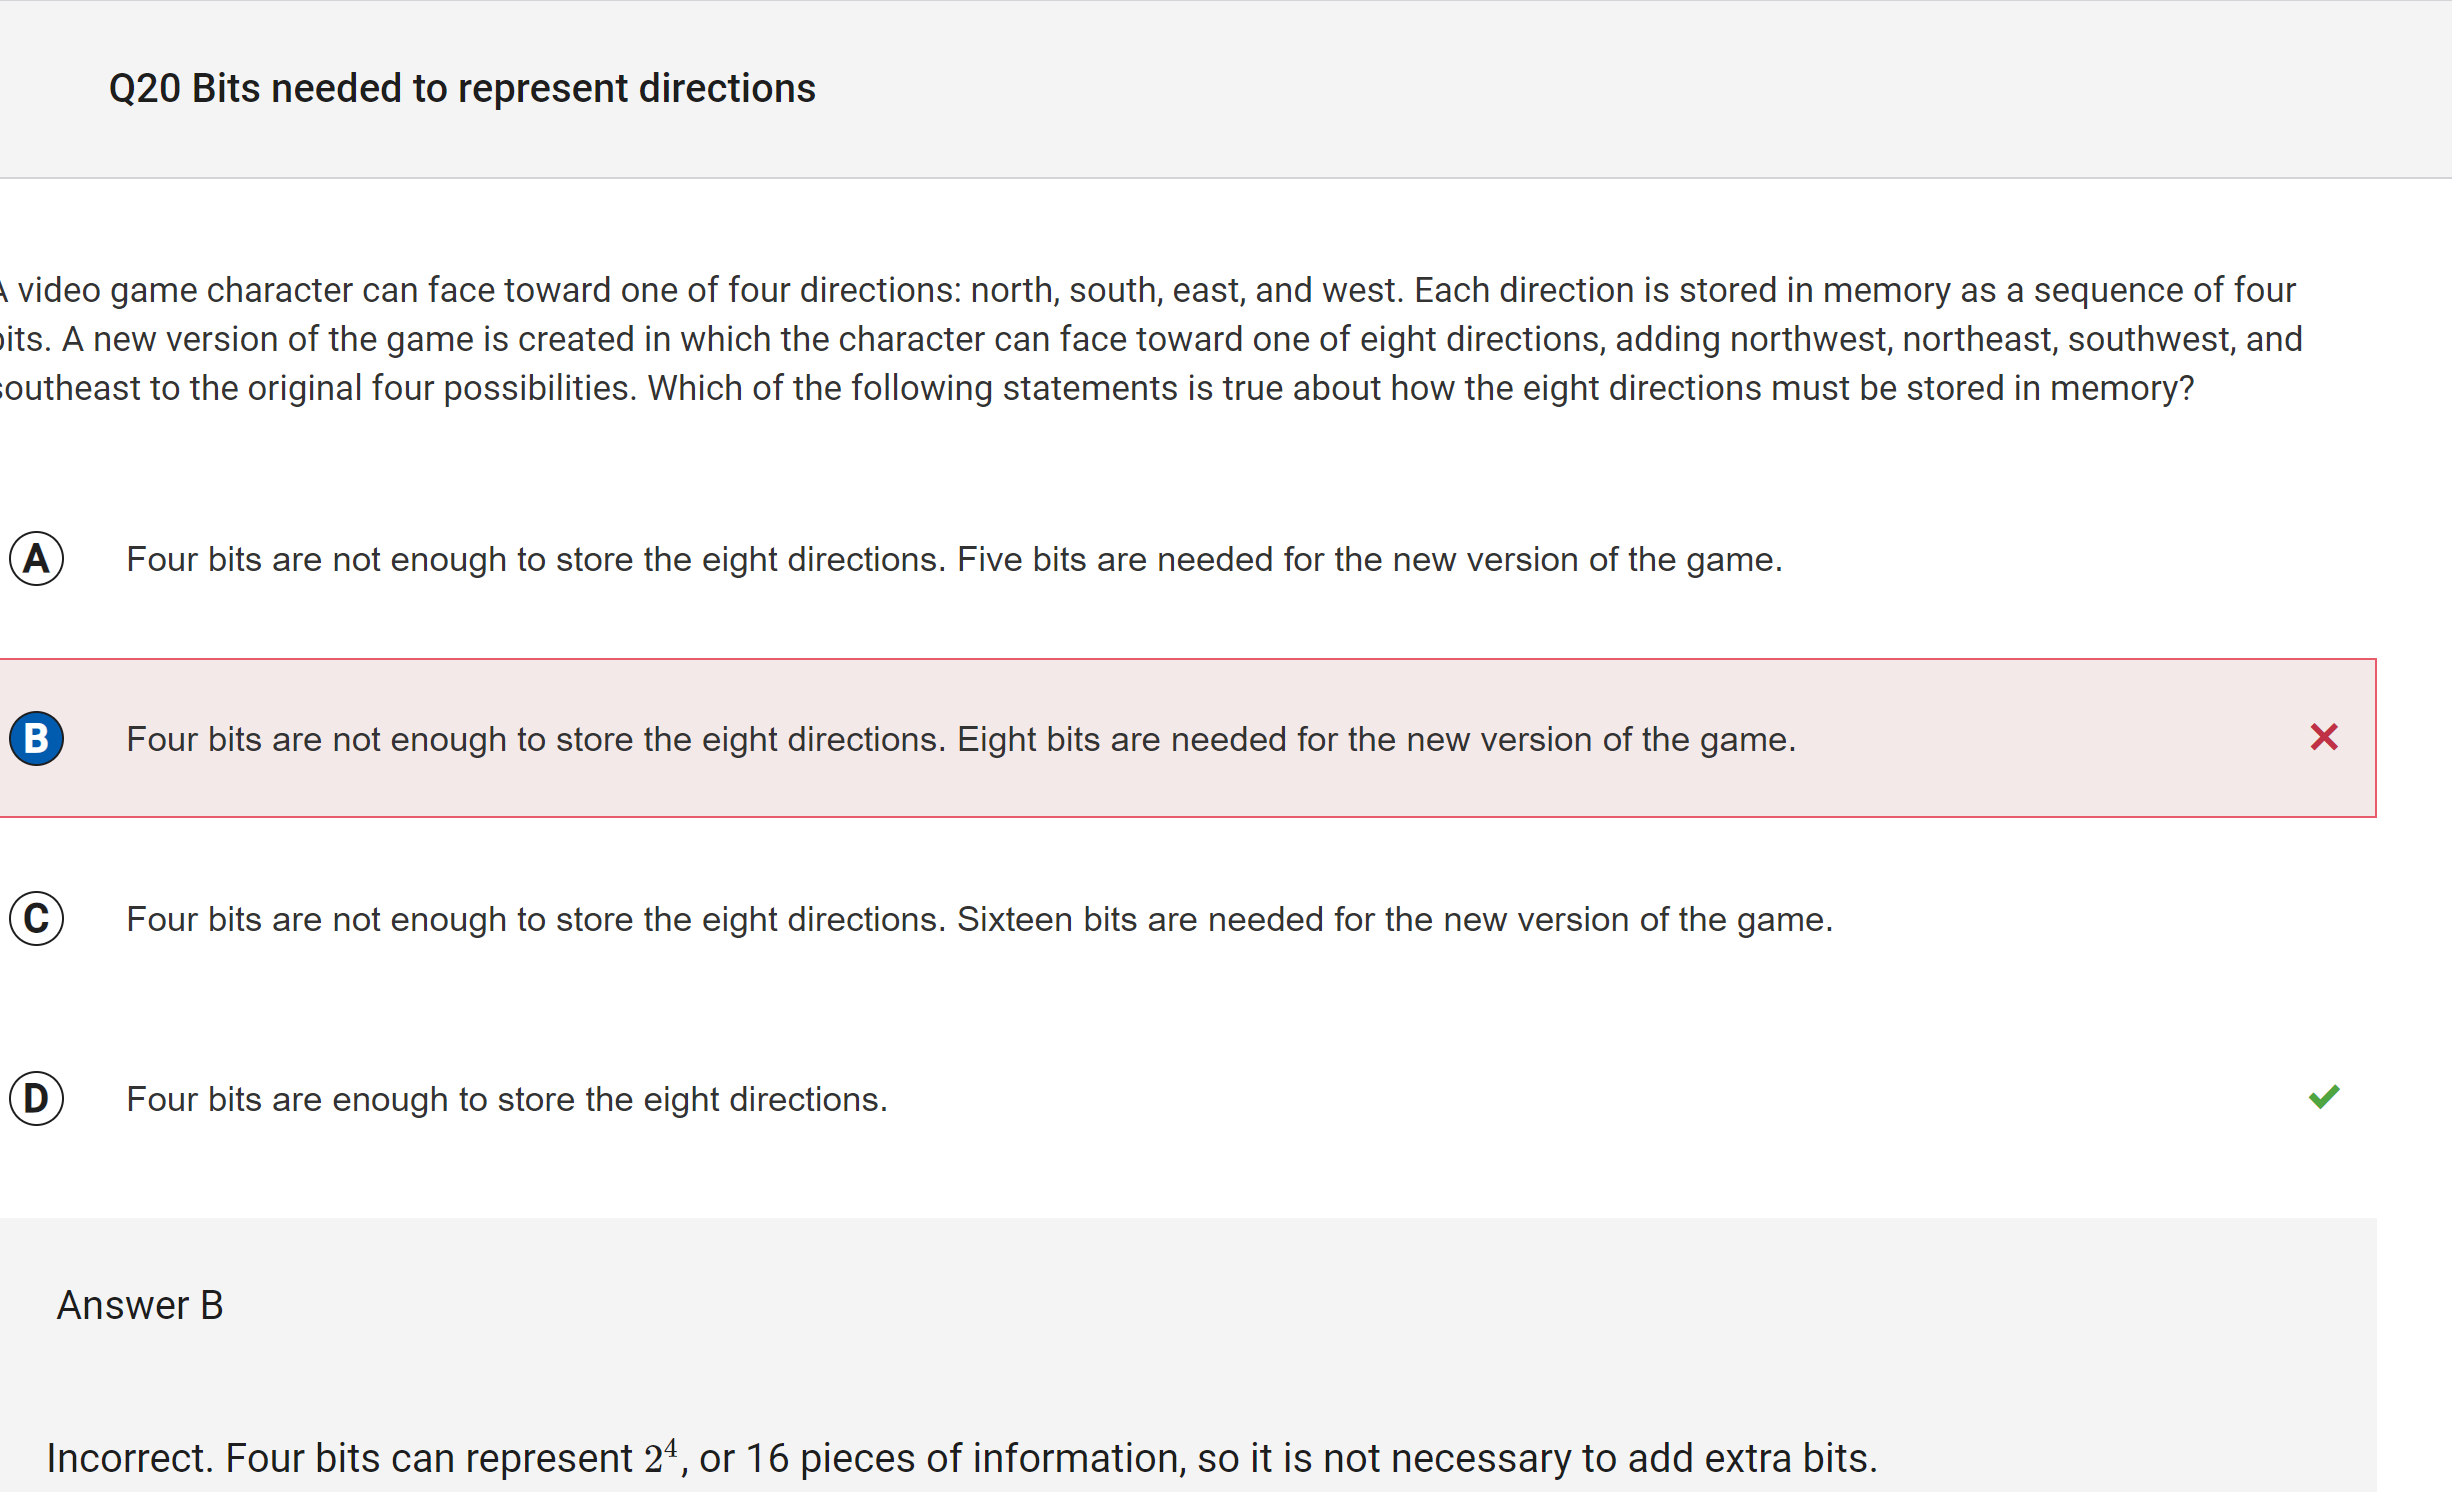 Q20 Bits needed to represent directions
A video game character can face toward one of four directions: north, south, east, and west. Each direction is stored in memory as a sequence of four
bits. A new version of the game is created in which the character can face toward one of eight directions, adding northwest, northeast, southwest, and
southeast to the original four possibilities. Which of the following statements is true about how the eight directions must be stored in memory?
A Four bits are not enough to store the eight directions. Five bits are needed for the new version of the game.
B Four bits are not enough to store the eight directions. Eight bits are needed for the new version of the game.
C Four bits are not enough to store the eight directions. Sixteen bits are needed for the new version of the game.
D Four bits are enough to store the eight directions.
Answer B
Incorrect. Four bits can represent 2⁴, or 16 pieces of information, so it is not necessary to add extra bits.